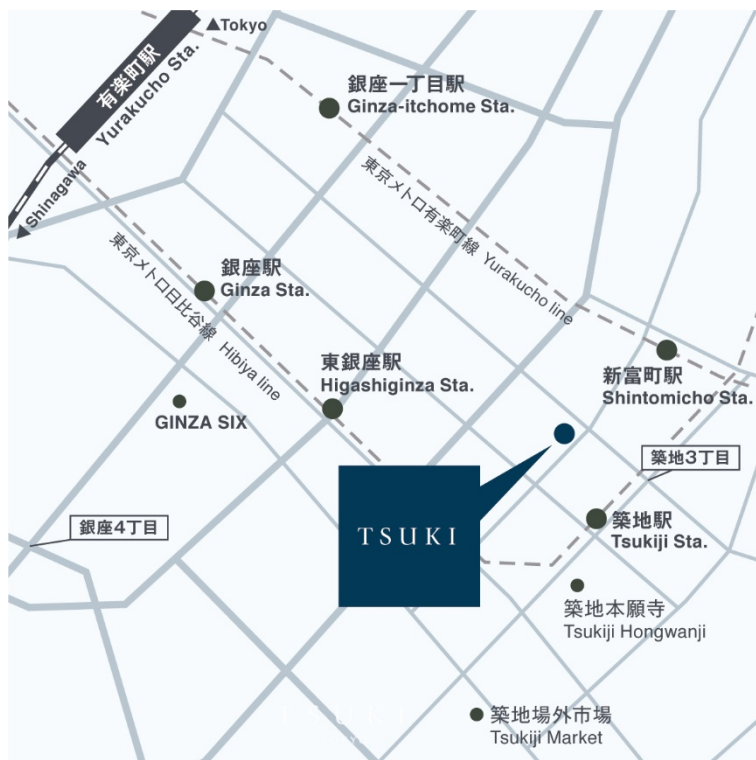 ▲Tokyo
有楽町駅
Yurakucho Sta.
▲Shinagawa
銀座一丁目駅
Ginza-itchome Sta.
東京メトロ有楽町線 Yurakucho line
銀座駅
Ginza Sta.
東京メトロ日比谷線 Hibiya line
東銀座駅
Higashiginza Sta.
新富町駅
Shintomicho Sta.
GINZA SIX
築地3丁目
TSUKI
築地駅
Tsukiji Sta.
銀座4丁目
築地本願寺
Tsukiji Hongwanji
築地場外市場
Tsukiji Market
TSUKI